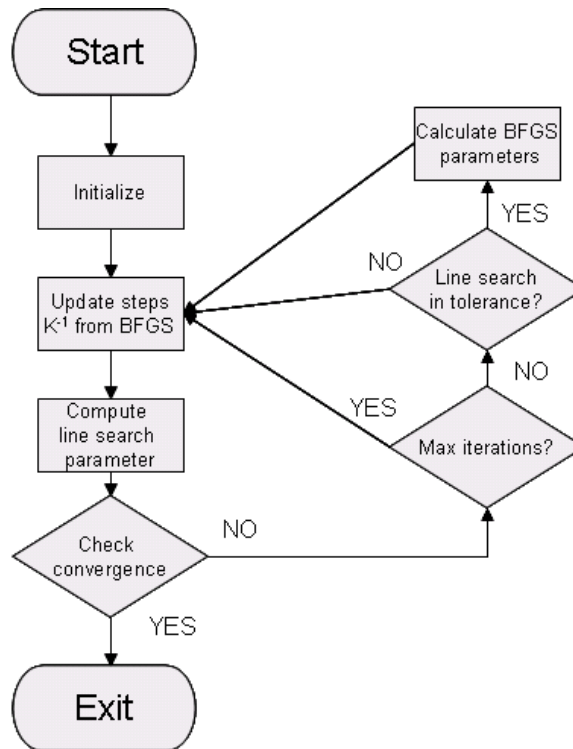 Start
Initialize
Update steps
K⁻¹ from BFGS
Compute
line search
parameter
Check
convergence
NO
YES
Exit
Max iterations?
YES
NO
Line search
in tolerance?
NO
YES
Calculate BFGS
parameters